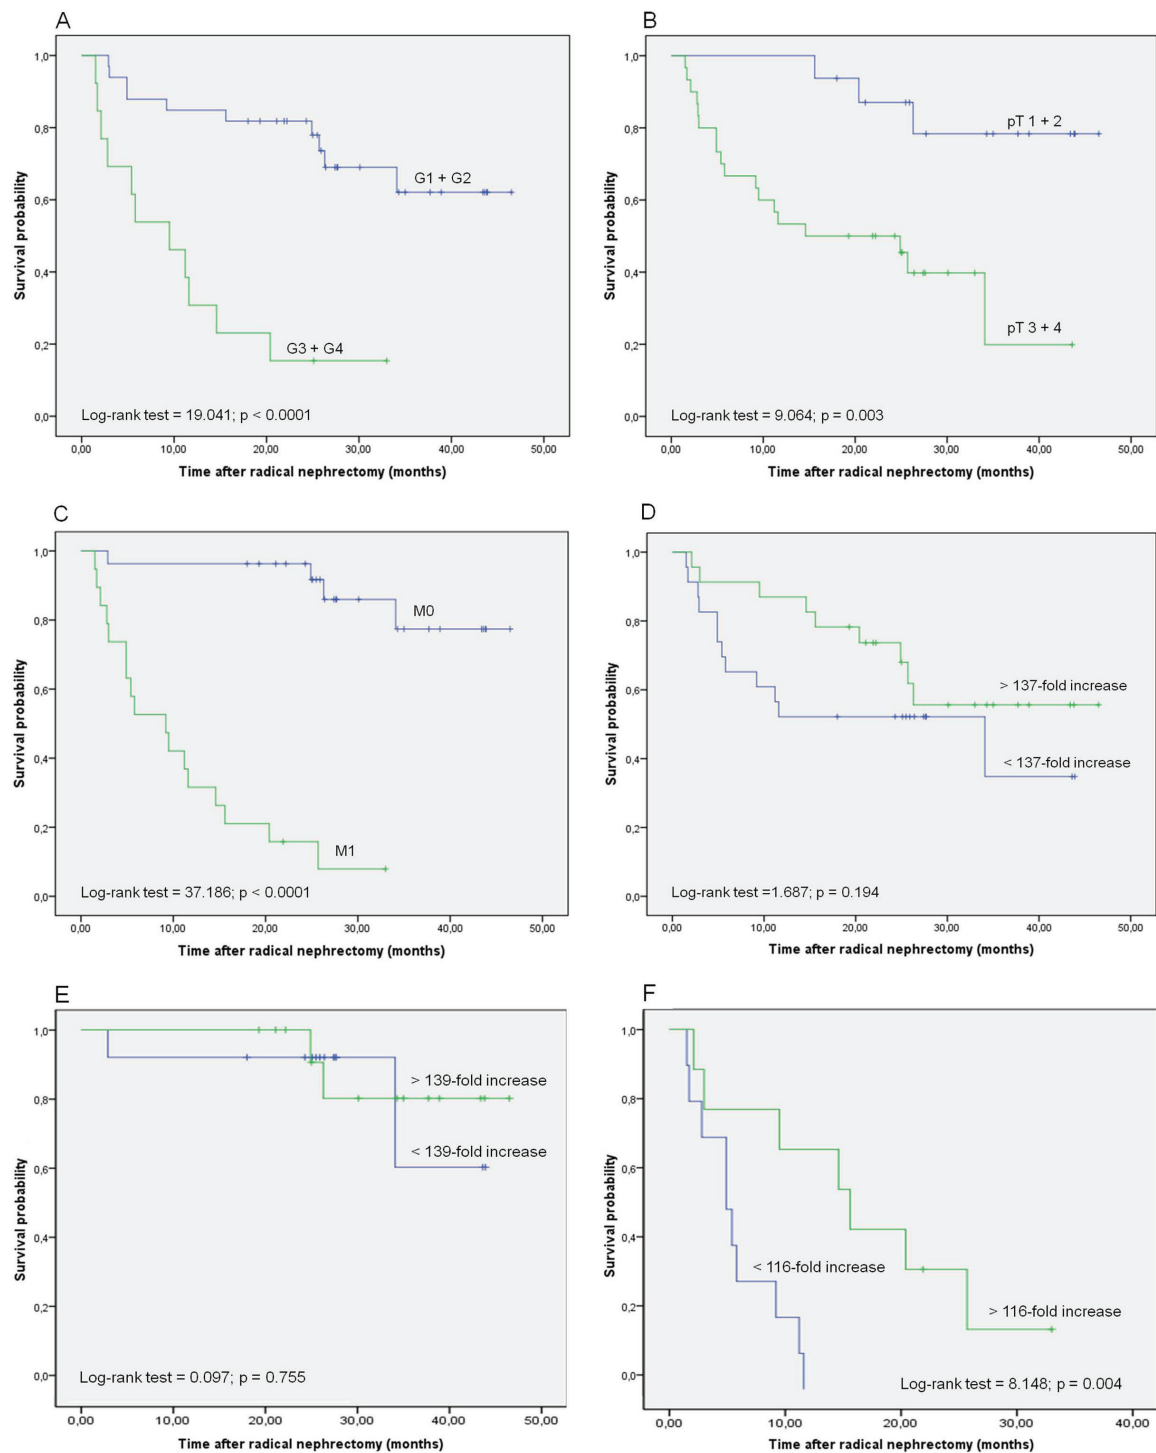 A
Survival probability
1,0
0,8
0,6
0,4
0,2
0,0
G1 + G2
G3 + G4
Log-rank test = 19.041; p < 0.0001
0,00 10,00 20,00 30,00 40,00 50,00
Time after radical nephrectomy (months)
B
Survival probability
1,0
0,8
0,6
0,4
0,2
0,0
pT 1 + 2
pT 3 + 4
Log-rank test = 9.064; p = 0.003
0,00 10,00 20,00 30,00 40,00 50,00
Time after radical nephrectomy (months)
C
Survival probability
1,0
0,8
0,6
0,4
0,2
0,0
M0
M1
Log-rank test = 37.186; p < 0.0001
0,00 10,00 20,00 30,00 40,00 50,00
Time after radical nephrectomy (months)
D
Survival probability
1,0
0,8
0,6
0,4
0,2
0,0
> 137-fold increase
< 137-fold increase
Log-rank test =1.687; p = 0.194
0,00 10,00 20,00 30,00 40,00 50,00
Time after radical nephrectomy (months)
E
Survival probability
1,0
0,8
0,6
0,4
0,2
0,0
> 139-fold increase
< 139-fold increase
Log-rank test = 0.097; p = 0.755
0,00 10,00 20,00 30,00 40,00 50,00
Time after radical nephrectomy (months)
F
Survival probability
1,0
0,8
0,6
0,4
0,2
0,0
< 116-fold increase
> 116-fold increase
Log-rank test = 8.148; p = 0.004
0,00 10,00 20,00 30,00 40,00
Time after radical nephrectomy (months)